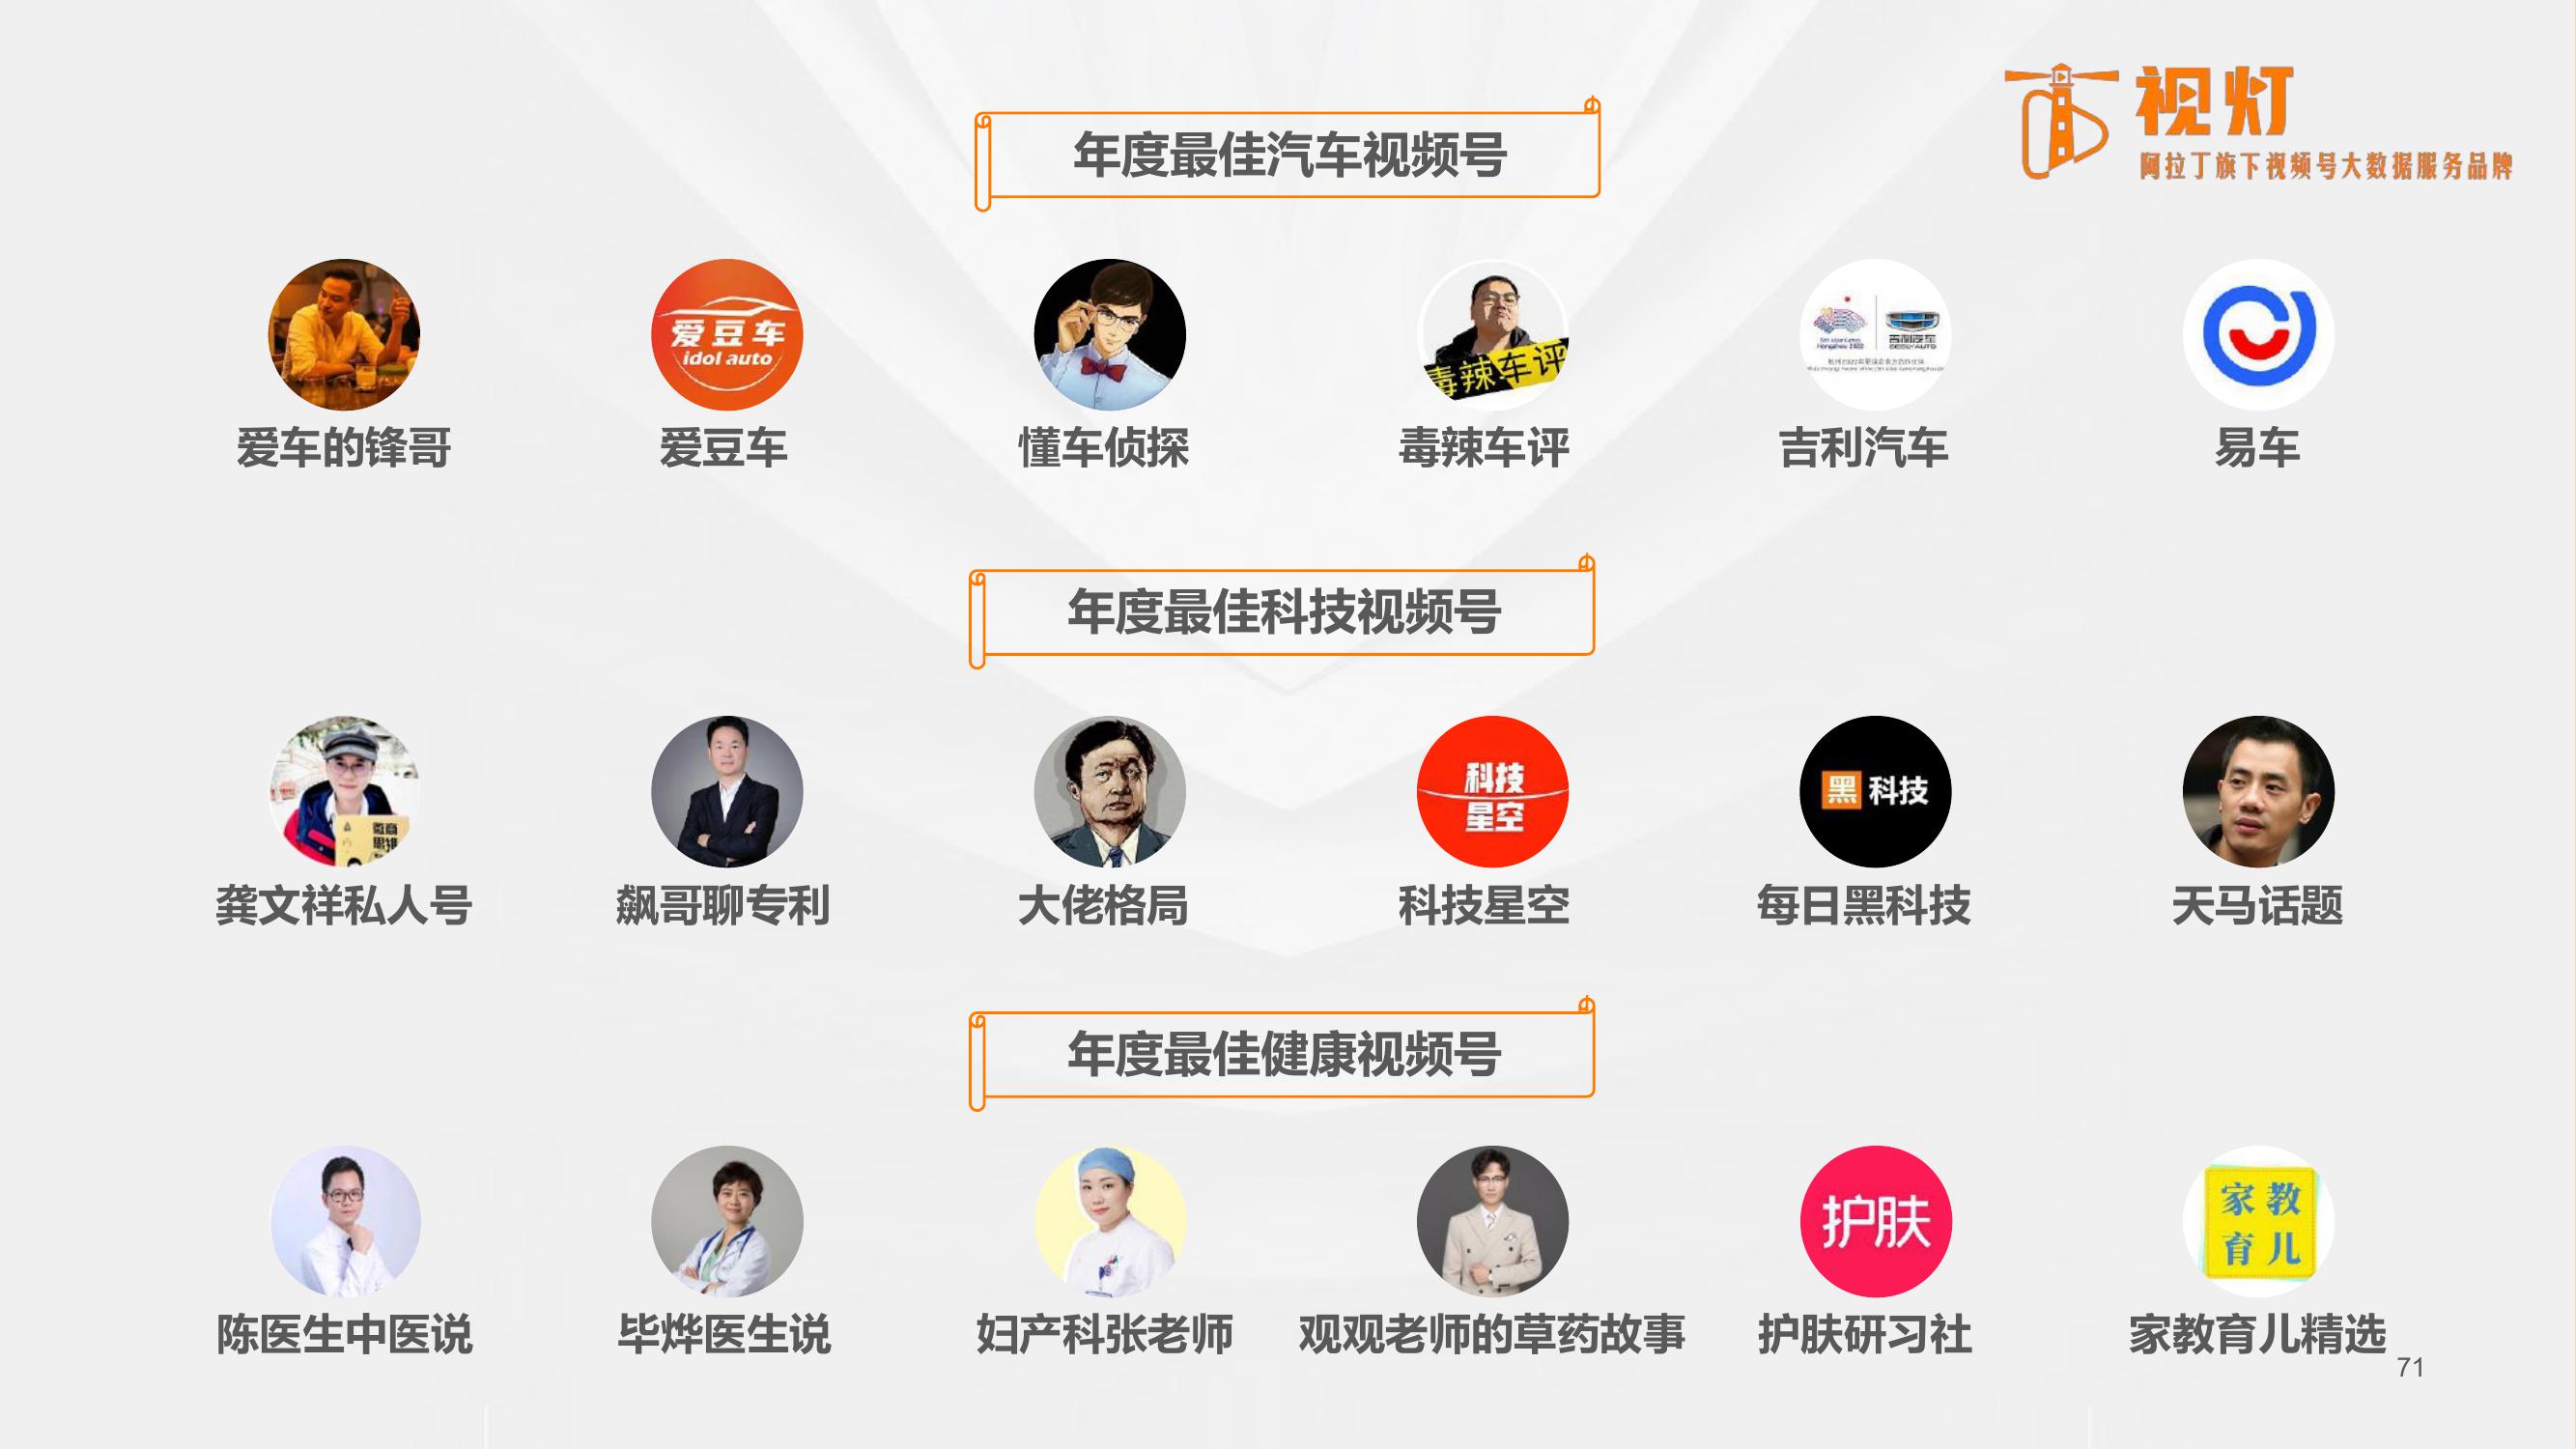 视灯
阿拉丁旗下视频号大数据服务品牌
年度最佳汽车视频号
爱豆车
idol auto
毒辣车评
爱车的锋哥
爱豆车
懂车侦探
毒辣车评
吉利汽车
易车
年度最佳科技视频号
科技
星空
黑科技
龚文祥私人号
飙哥聊专利
大佬格局
科技星空
每日黑科技
天马话题
年度最佳健康视频号
护肤
家教
育儿
陈医生中医说
毕烨医生说
妇产科张老师
观观老师的草药故事
护肤研习社
家教育儿精选
71